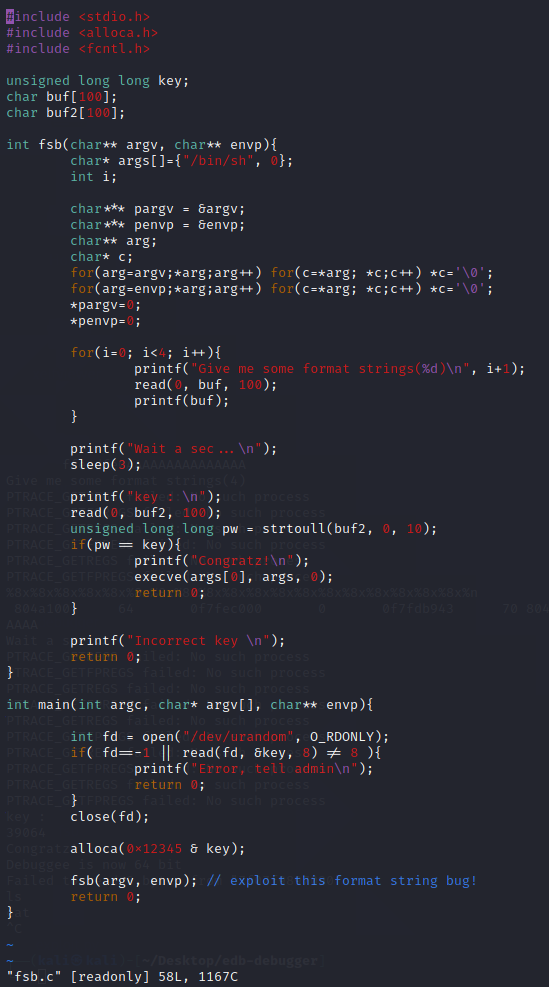 #include <stdio.h>
#include <alloca.h>
#include <fcntl.h>
unsigned long long key;
char buf[100];
char buf2[100];
int fsb(char** argv, char** envp){
char* args[]={"/bin/sh", 0};
int i;
char*** pargv = &argv;
char*** penvp = &envp;
char** arg;
char* c;
for(arg=argv;*arg;arg++) for(c=*arg; *c;c++) *c='\0';
for(arg=envp;*arg;arg++) for(c=*arg; *c;c++) *c='\0';
*pargv=0;
*penvp=0;
for(i=0; i<4; i++){
printf("Give me some format strings(%d)\n", i+1);
read(0, buf, 100);
printf(buf);
}
printf("Wait a sec...\n");
sleep(3);
printf("key : \n");
read(0, buf2, 100);
unsigned long long pw = strtoull(buf2, 0, 10);
if(pw == key){
printf("Congratz!\n");
execve(args[0], args, 0);
return 0;
}
printf("Incorrect key \n");
return 0;
}
int main(int argc, char* argv[], char** envp){
int fd = open("/dev/urandom", O_RDONLY);
if( fd==-1 || read(fd, &key, 8) != 8 ){
printf("Error, tell admin\n");
return 0;
}
close(fd);
alloca(0x12345 & key);
fsb(argv, envp); // exploit this format string bug!
return 0;
}
~
~
"fsb.c" [readonly] 58L, 1167C